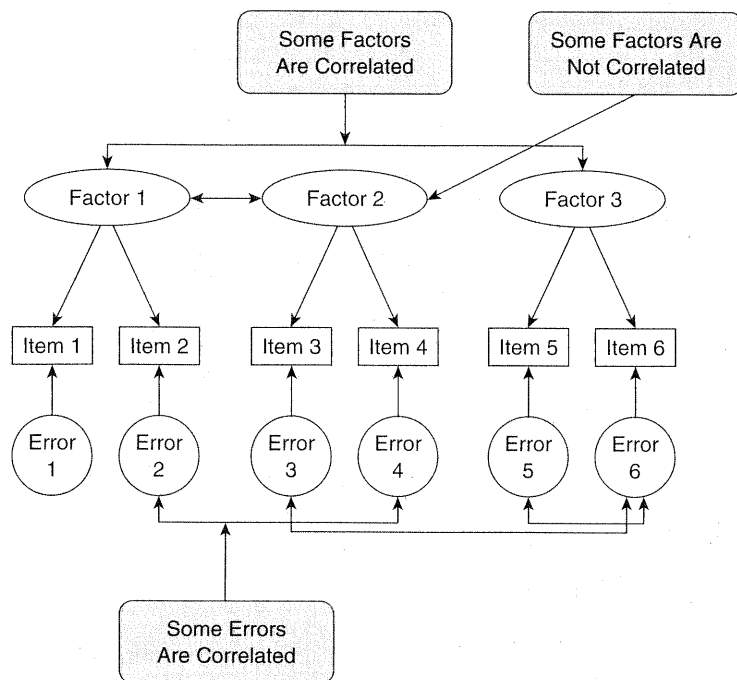 Some Factors
Are Correlated
Some Factors Are
Not Correlated
Factor 1
Factor 2
Factor 3
Item 1
Item 2
Item 3
Item 4
Item 5
Item 6
Error
1
Error
2
Error
3
Error
4
Error
5
Error
6
Some Errors
Are Correlated